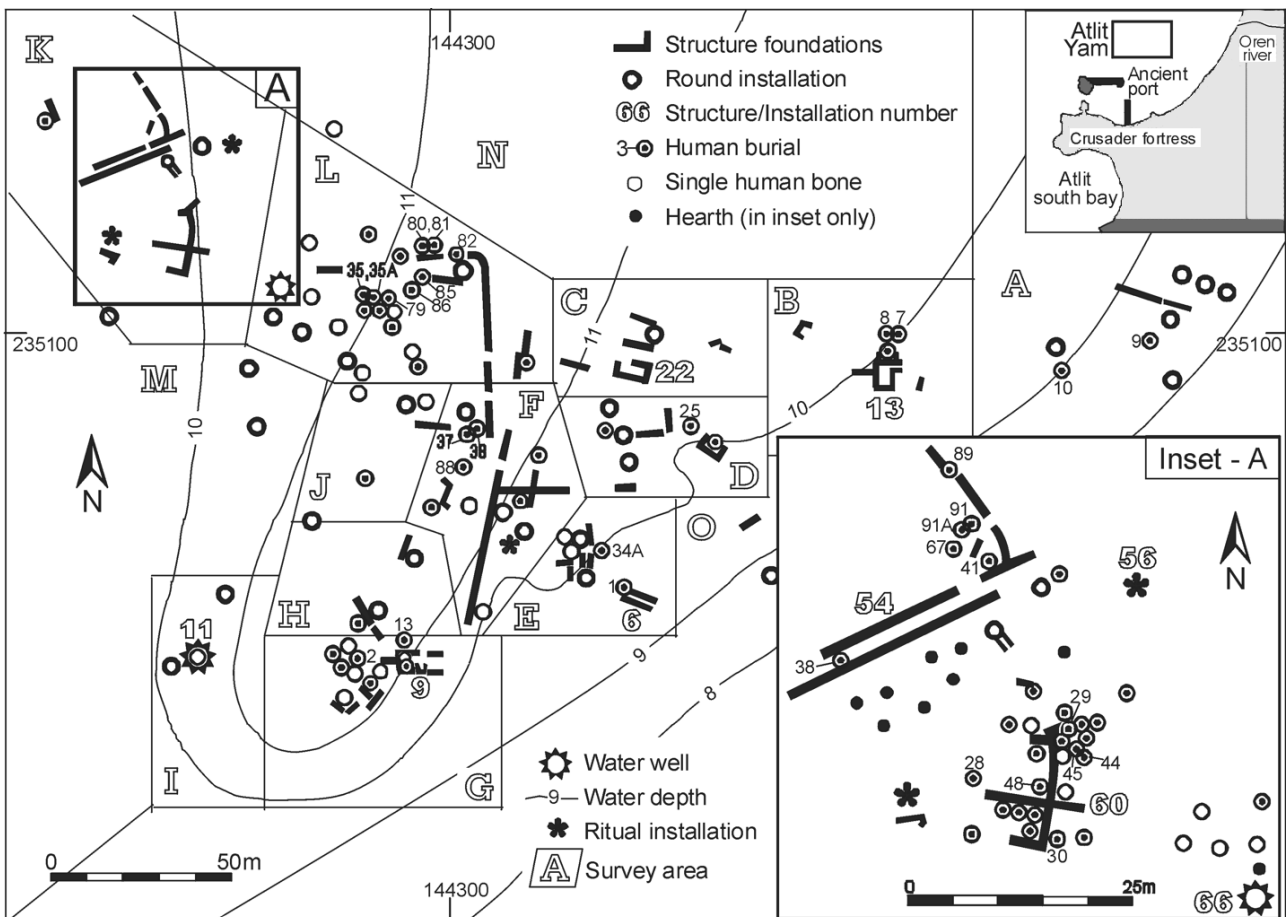 K
A
144300
Structure foundations
Round installation
66 Structure/Installation number
3 Human burial
Single human bone
Hearth (in inset only)
Atlit
Yam
Oren
river
Ancient
port
Crusader fortress
Atlit
south bay
L
N
11
80,81
82
35,35A
85
86
79
C
B
A
11
8 7
9
10
235100
235100
22
13
10
M
10
F
25
37
38
88
D
J
N
O
34A
1
6
E
H
11
13
2
9
9
8
I
G
Water well
9 Water depth
Ritual installation
A Survey area
0 50m
144300
Inset - A
89
91
91A
67
41
56
N
54
38
29
28
44
45
48
60
30
0 25m
66